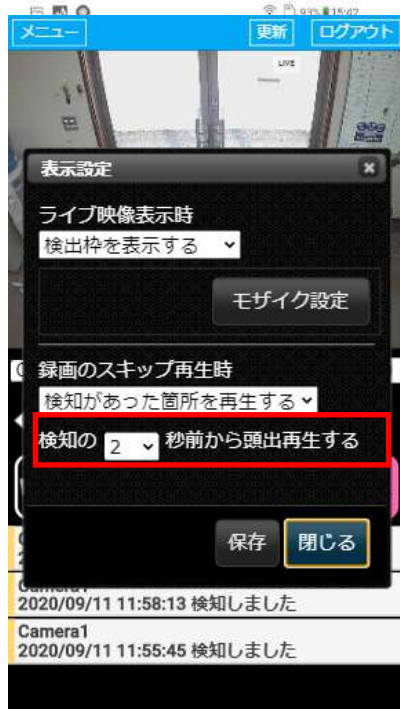 93% 15:42
メニュー 更新 ログアウト
LIVE
表示設定
ライブ映像表示時
検出枠を表示する
モザイク設定
録画のスキップ再生時
検知があった箇所を再生する
検知の 2 秒前から頭出再生する
保存 閉じる
Camera1
2020/09/11 11:58:13 検知しました
Camera1
2020/09/11 11:55:45 検知しました